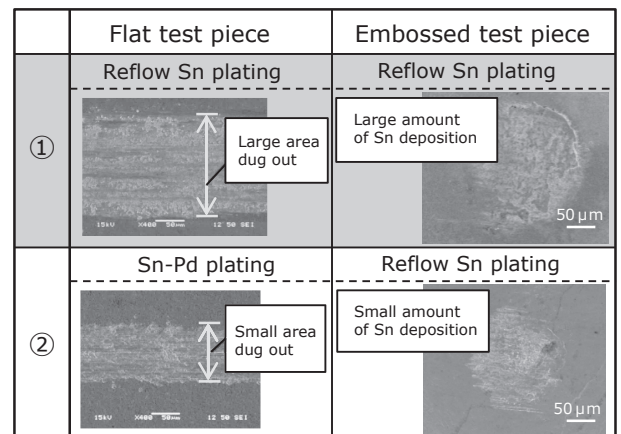 Flat test piece
Embossed test piece
①
Reflow Sn plating
Reflow Sn plating
Large area
dug out
15kU X400 50µm 12 50 SEI
Large amount
of Sn deposition
50 µm
②
Sn-Pd plating
Reflow Sn plating
Small area
dug out
15kU X400 50µm 12 50 SEI
Small amount
of Sn deposition
50 µm